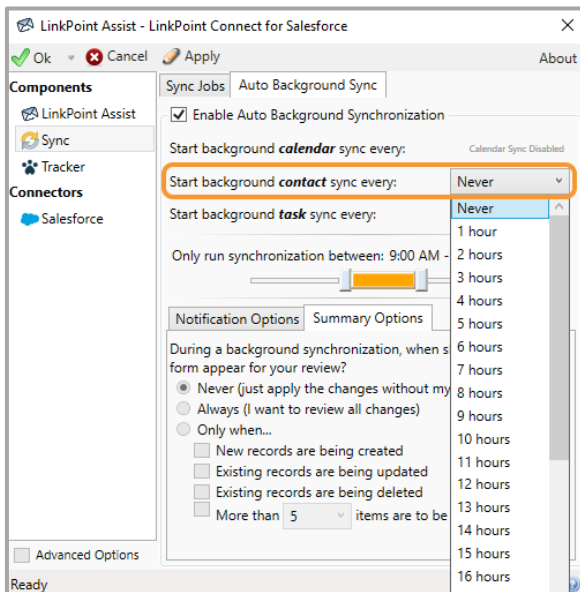 LinkPoint Assist - LinkPoint Connect for Salesforce
Ok Cancel Apply About
Components
LinkPoint Assist
Sync
Tracker
Connectors
Salesforce
Sync Jobs Auto Background Sync
Enable Auto Background Synchronization
Start background calendar sync every: Calendar Sync Disabled
Start background contact sync every: Never
Start background task sync every:
Only run synchronization between: 9:00 AM -
Notification Options Summary Options
During a background synchronization, when s
form appear for your review?
Never (just apply the changes without my
Always (I want to review all changes)
Only when...
New records are being created
Existing records are being updated
Existing records are being deleted
More than 5 items are to be
Never
1 hour
2 hours
3 hours
4 hours
5 hours
6 hours
7 hours
8 hours
9 hours
10 hours
11 hours
12 hours
13 hours
14 hours
15 hours
16 hours
Advanced Options
Ready